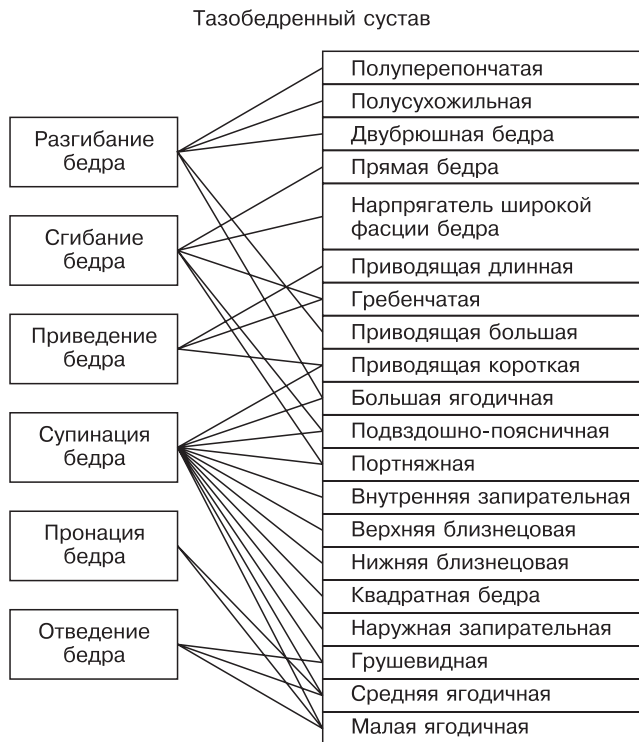 Тазобедренный сустав
Разгибание
бедра
Сгибание
бедра
Приведение
бедра
Супинация
бедра
Пронация
бедра
Отведение
бедра
Полуперепончатая
Полусухожильная
Двубрюшная бедра
Прямая бедра
Нарпрягатель широкой
фасции бедра
Приводящая длинная
Гребенчатая
Приводящая большая
Приводящая короткая
Большая ягодичная
Подвздошно-поясничная
Портняжная
Внутренняя запирательная
Верхняя близнецовая
Нижняя близнецовая
Квадратная бедра
Наружная запирательная
Грушевидная
Средняя ягодичная
Малая ягодичная